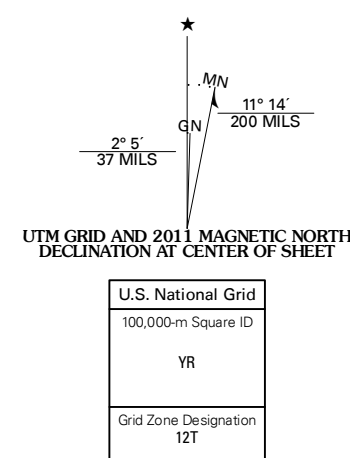 ★
MN
11° 14´
200 MILS
GN
2° 5´
37 MILS
UTM GRID AND 2011 MAGNETIC NORTH
DECLINATION AT CENTER OF SHEET
U.S. National Grid
100,000-m Square ID
YR
Grid Zone Designation
12T